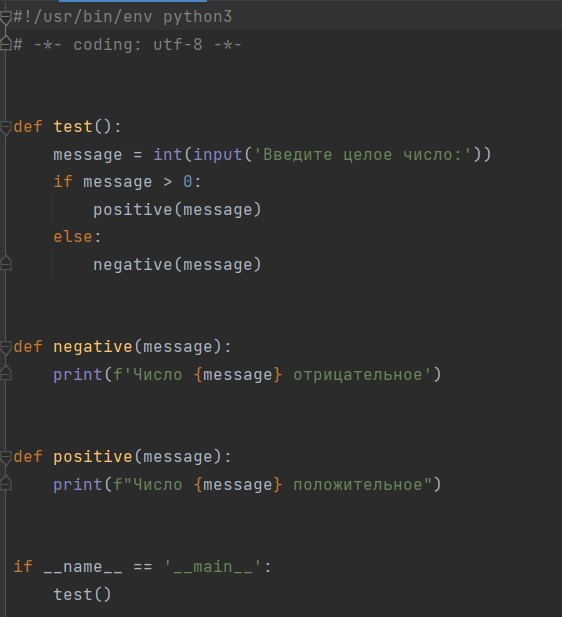 #!/usr/bin/env python3
# -*- coding: utf-8 -*-
def test():
    message = int(input('Введите целое число:'))
    if message > 0:
        positive(message)
    else:
        negative(message)
def negative(message):
    print(f'Число {message} отрицательное')
def positive(message):
    print(f"Число {message} положительное")
if __name__ == '__main__':
    test()